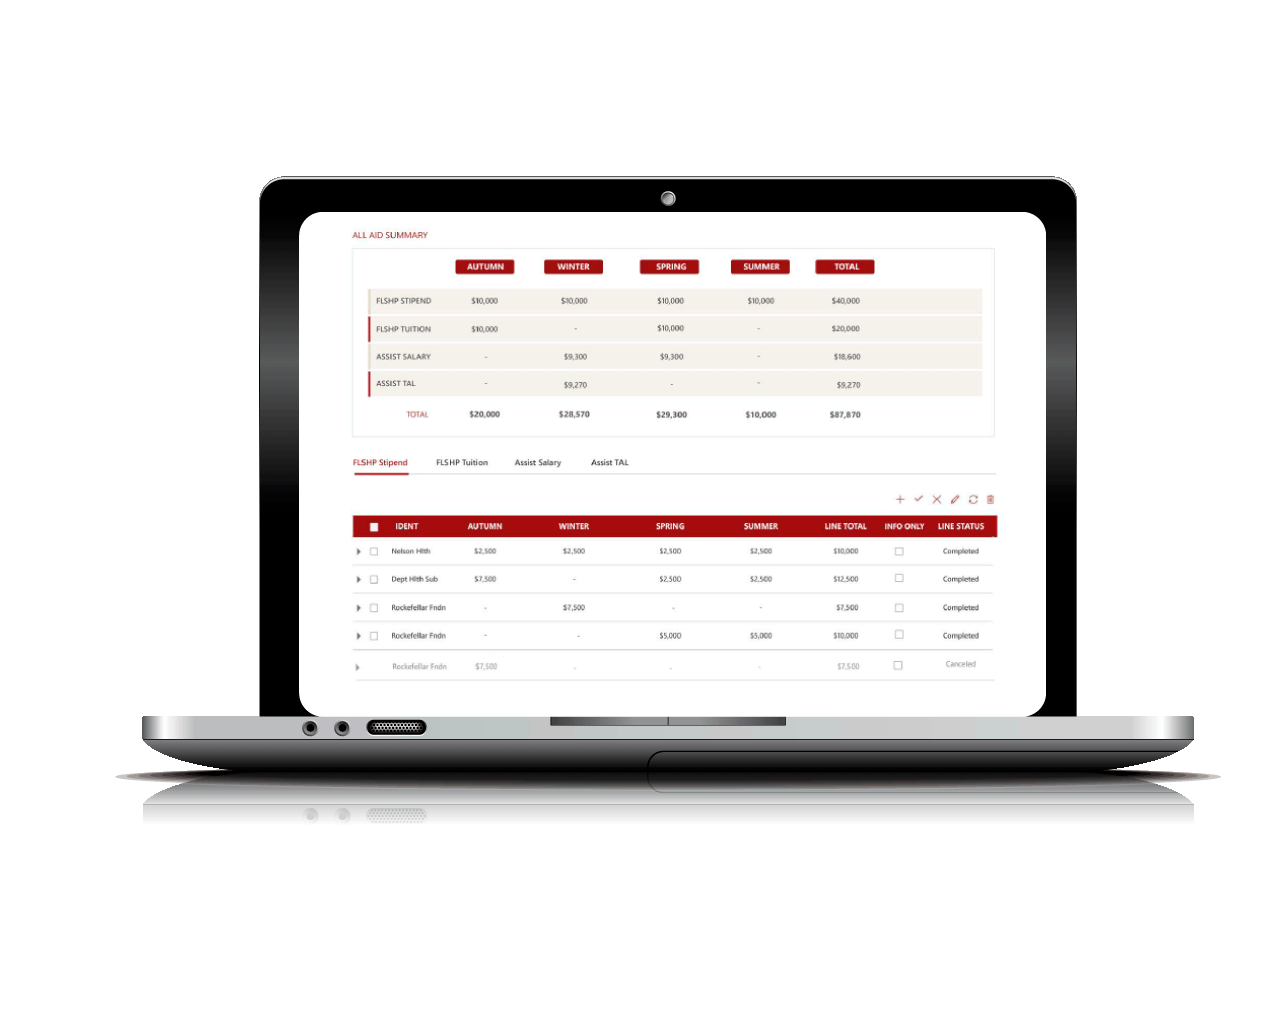 ALL AID SUMMARY
AUTUMN WINTER SPRING SUMMER TOTAL
FLSHP STIPEND $10,000 $10,000 $10,000 $10,000 $40,000
FLSHP TUITION $10,000 - $10,000 - $20,000
ASSIST SALARY - $9,300 $9,300 - $18,600
ASSIST TAL - $9,270 - - $9,270
TOTAL $20,000 $28,570 $29,300 $10,000 $87,870
FLSHP Stipend FLSHP Tuition Assist Salary Assist TAL
IDENT AUTUMN WINTER SPRING SUMMER LINE TOTAL INFO ONLY LINE STATUS
Nelson Hlth $2,500 $2,500 $2,500 $2,500 $10,000 Completed
Dept Hlth Sub $7,500 - $2,500 $2,500 $12,500 Completed
Rockefellar Fndn - $7,500 - - $7,500 Completed
Rockefellar Fndn - - $5,000 $5,000 $10,000 Completed
Rockefellar Fndn $7,500 - - - $7,500 Canceled